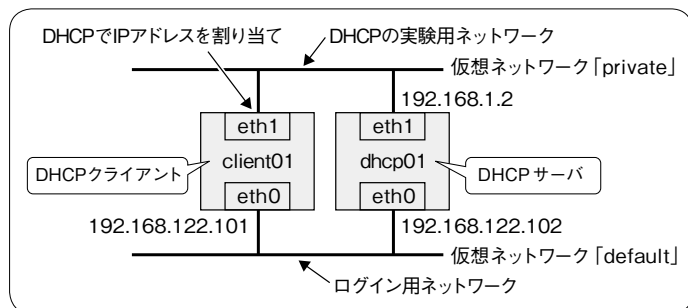 DHCPでIPアドレスを割り当て
DHCPの実験用ネットワーク
仮想ネットワーク「private」
192.168.1.2
eth1
eth1
client01
dhcp01
DHCPクライアント
DHCPサーバ
eth0
eth0
192.168.122.101
192.168.122.102
仮想ネットワーク「default」
ログイン用ネットワーク